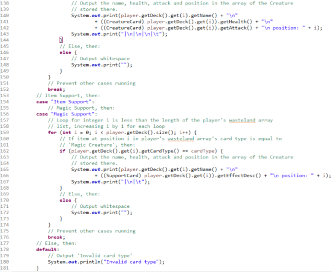 138 // Output the name, health, attack and position in the array of the Creature
139 // stored there.
140 System.out.print(player.getDeck().get(i).getName() + "\n"
141 + ((CreatureCard) player.getDeck().get(i)).getHealth() + "\n"
142 + ((CreatureCard) player.getDeck().get(i)).getAttack() + "\n position: " + i);
143 System.out.print("|\n|\n|\n|\t");
144 }
145 // Else, then:
146 else {
147 // Output whitespace
148 System.out.print("");
149 }
150 }
151 // Prevent other cases running
152 break;
153 // Item Support, then:
154 case "Item Support":
155 // Magic Support, then:
156 case "Magic Support":
157 // Loop for integer i is less than the length of the player's wasteland array
158 // list, increasing i by 1 for each loop
159 for (int i = 0; i < player.getDeck().size(); i++) {
160 // If item at position i in player's wasteland array's card type is equal to
161 // 'Magic Creature', then:
162 if (player.getDeck().get(i).getCardType() == cardType) {
163 // Output the name, health, attack and position in the array of the Creature
164 // stored there.
165 System.out.print(player.getDeck().get(i).getName() + "\n"
166 + ((SupportCard) player.getDeck().get(i)).getEffectDesc() + "\n position: " + i);
167 System.out.print("|\n|\t");
168 }
169 // Else, then:
170 else {
171 // Output whitespace
172 System.out.print("");
173 }
174 }
175 // Prevent other cases running
176 break;
177 // Else, then:
178 default:
179 // Output 'Invalid card type'
180 System.out.println("Invalid card type");
181 }